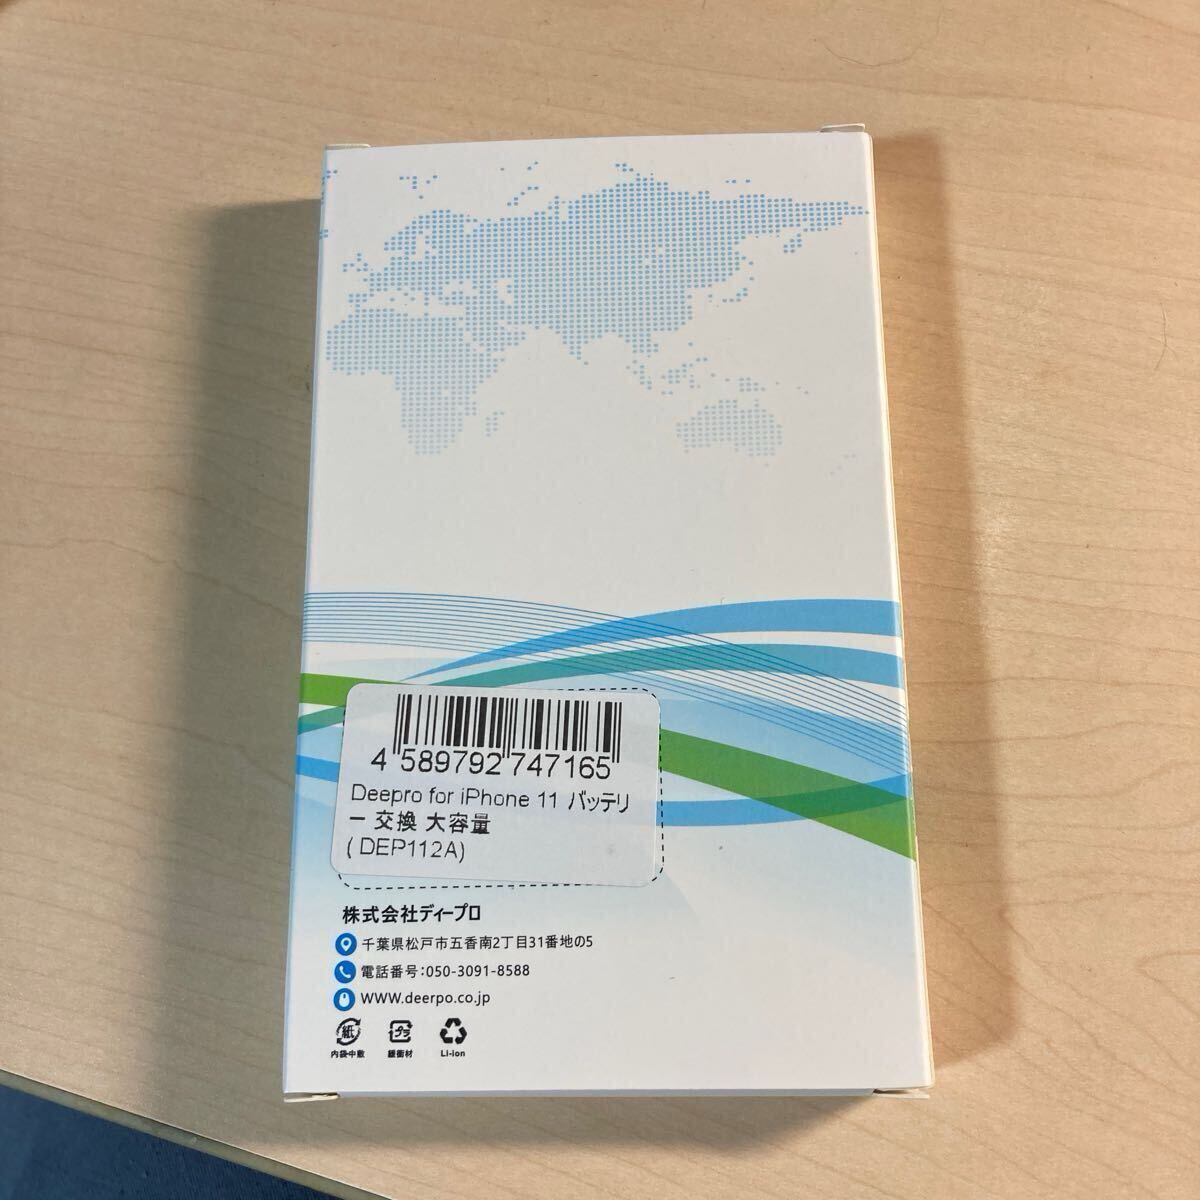 4 589792 747165
Deepro for iPhone 11 バッテリ
ー 交換 大容量
( DEP112A)
株式会社ディープロ
千葉県松戸市五香南2丁目31番地の5
電話番号:050-3091-8588
www.deerpo.co.jp
紙 プラ
内袋・中敷 緩衝材 Li-ion